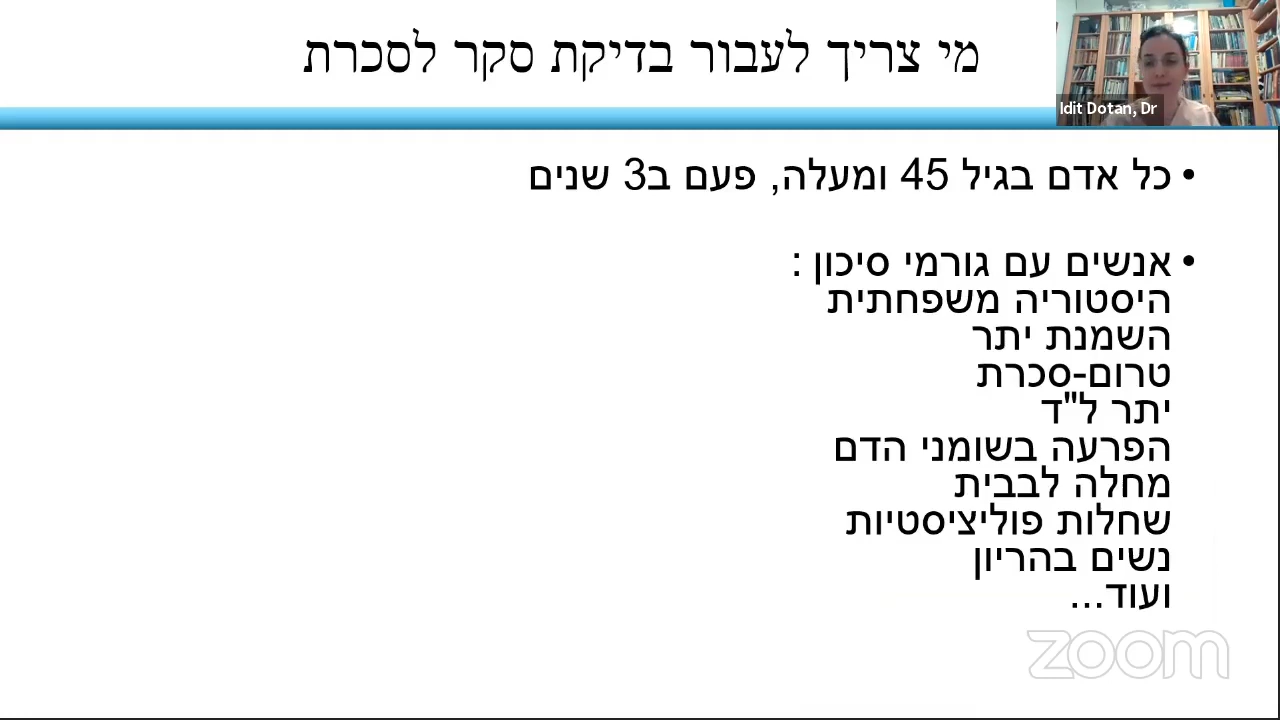 מי צריך לעבור בדיקת סקר לסכרת
Idit Dotan, Dr
• כל אדם בגיל 45 ומעלה, פעם ב3 שנים
• אנשים עם גורמי סיכון :
היסטוריה משפחתית
השמנת יתר
טרום-סכרת
יתר ל"ד
הפרעה בשומני הדם
מחלה לבבית
שחלות פוליציסטיות
נשים בהריון
ועוד...
zoom